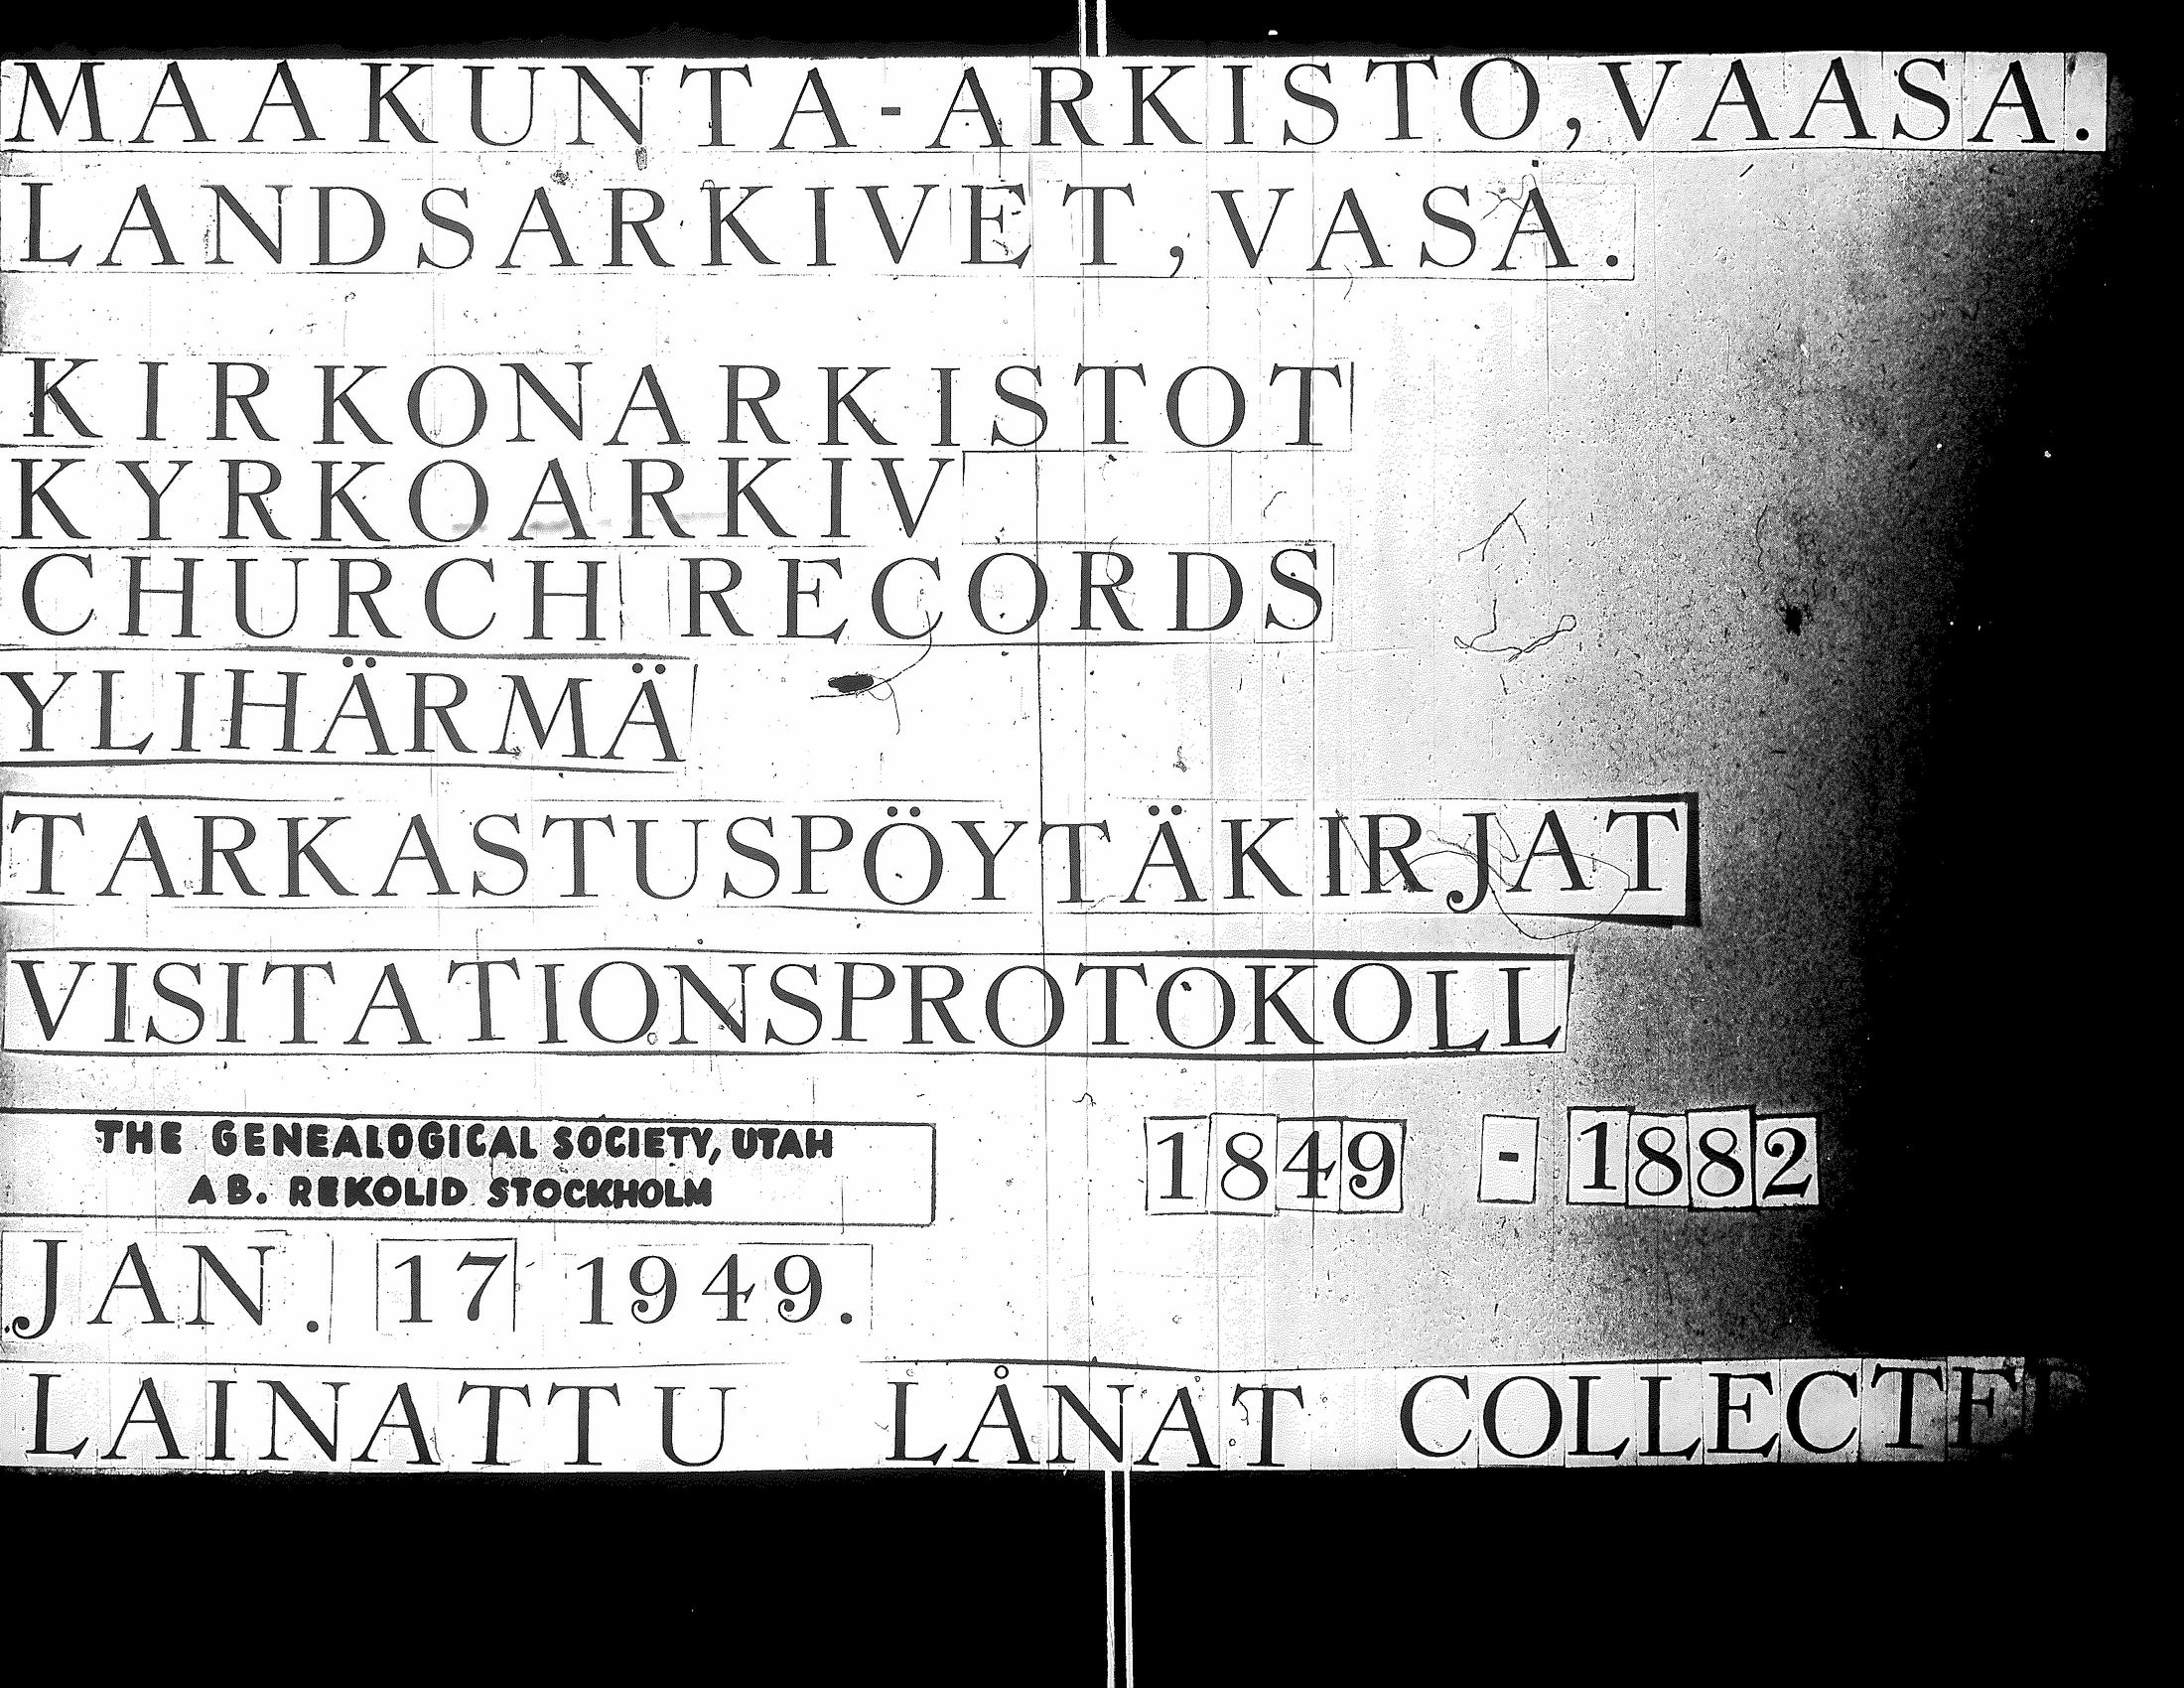 MAAKUNTA-ARKISTO, VAASA.
LANDSARKIVET, VASA.
KIRKONARKISTOT
KYRKOARKIV
CHURCH RECORDS
YLIHÄRMÄ
TARKASTUSPÖYTÄKIRJAT
VISITATIONSPROTOKOLL
THE GENEALOGICAL SOCIETY, UTAH
AB. REKOLID STOCKHOLM
1849 - 1882
JAN. 17 1949.
LAINATTU LÅNAT